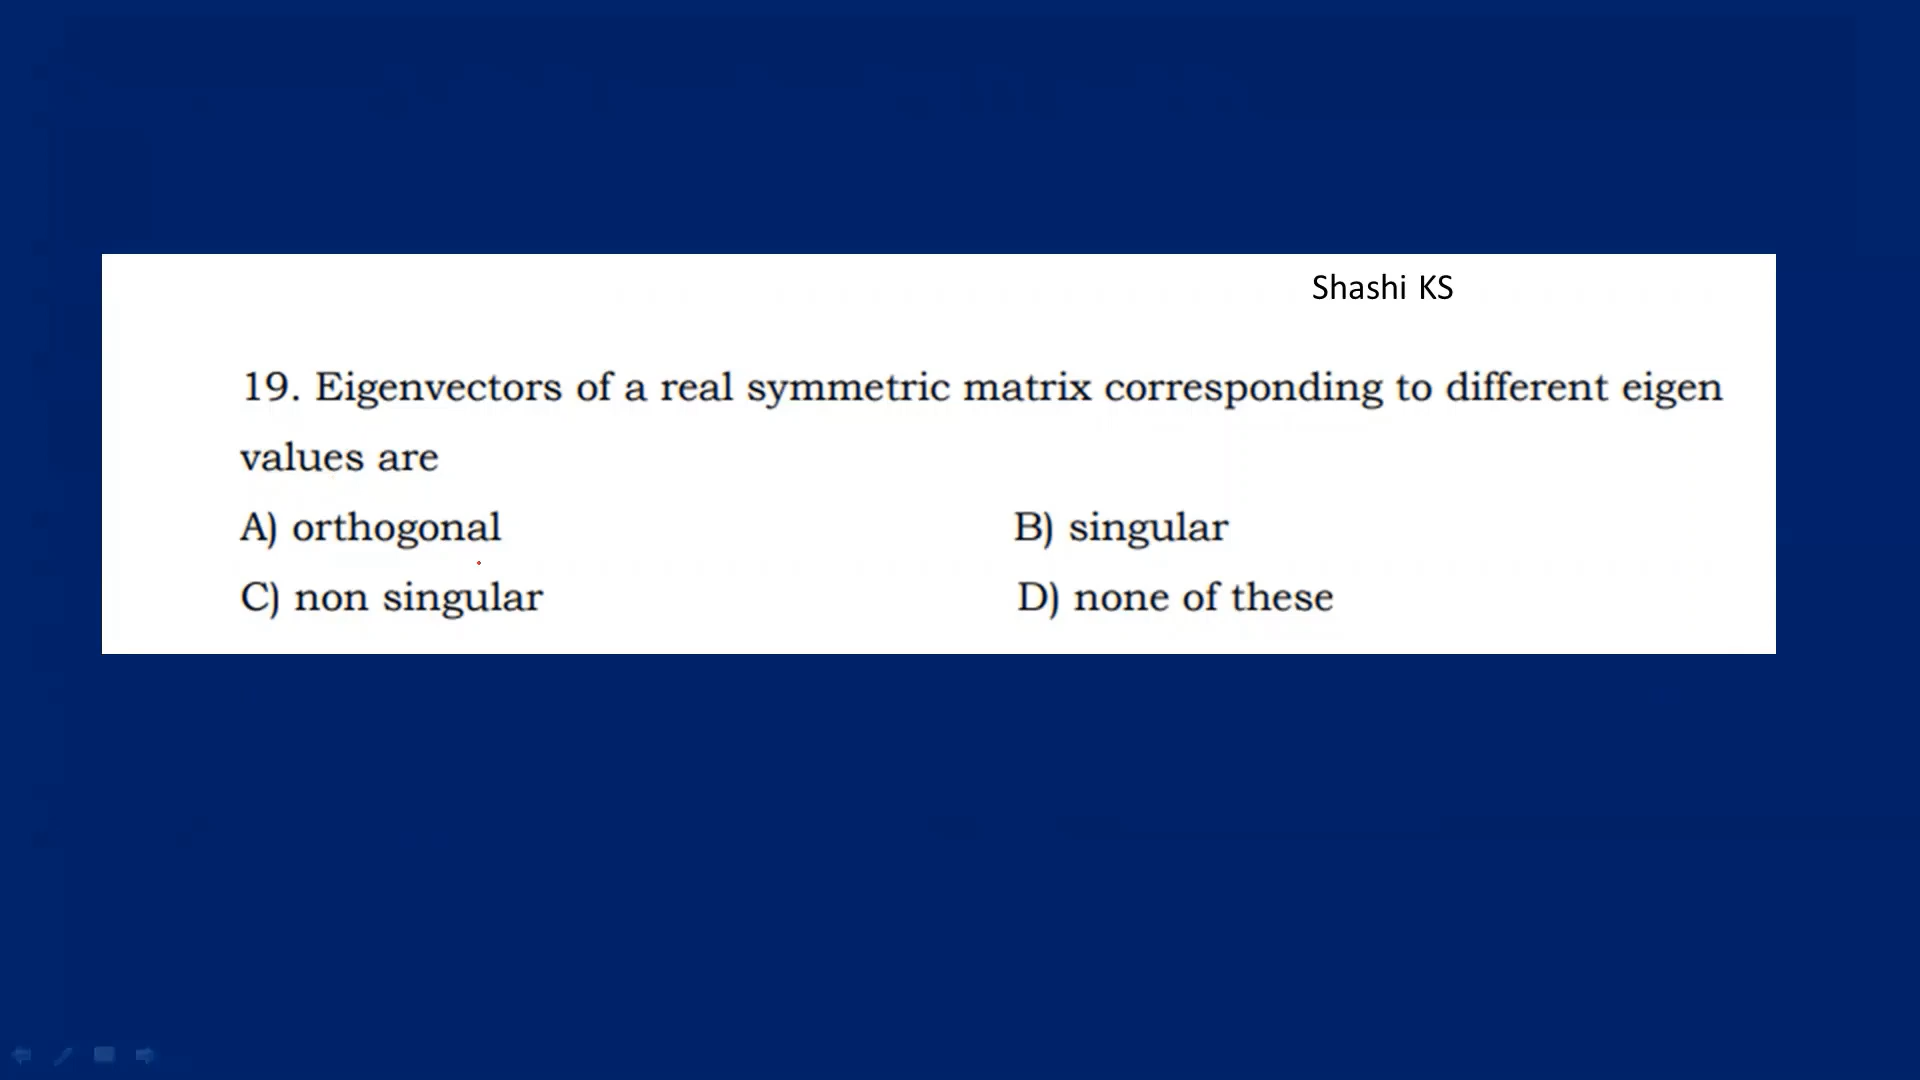 Shashi KS
19. Eigenvectors of a real symmetric matrix corresponding to different eigen
values are
A) orthogonal B) singular
C) non singular D) none of these